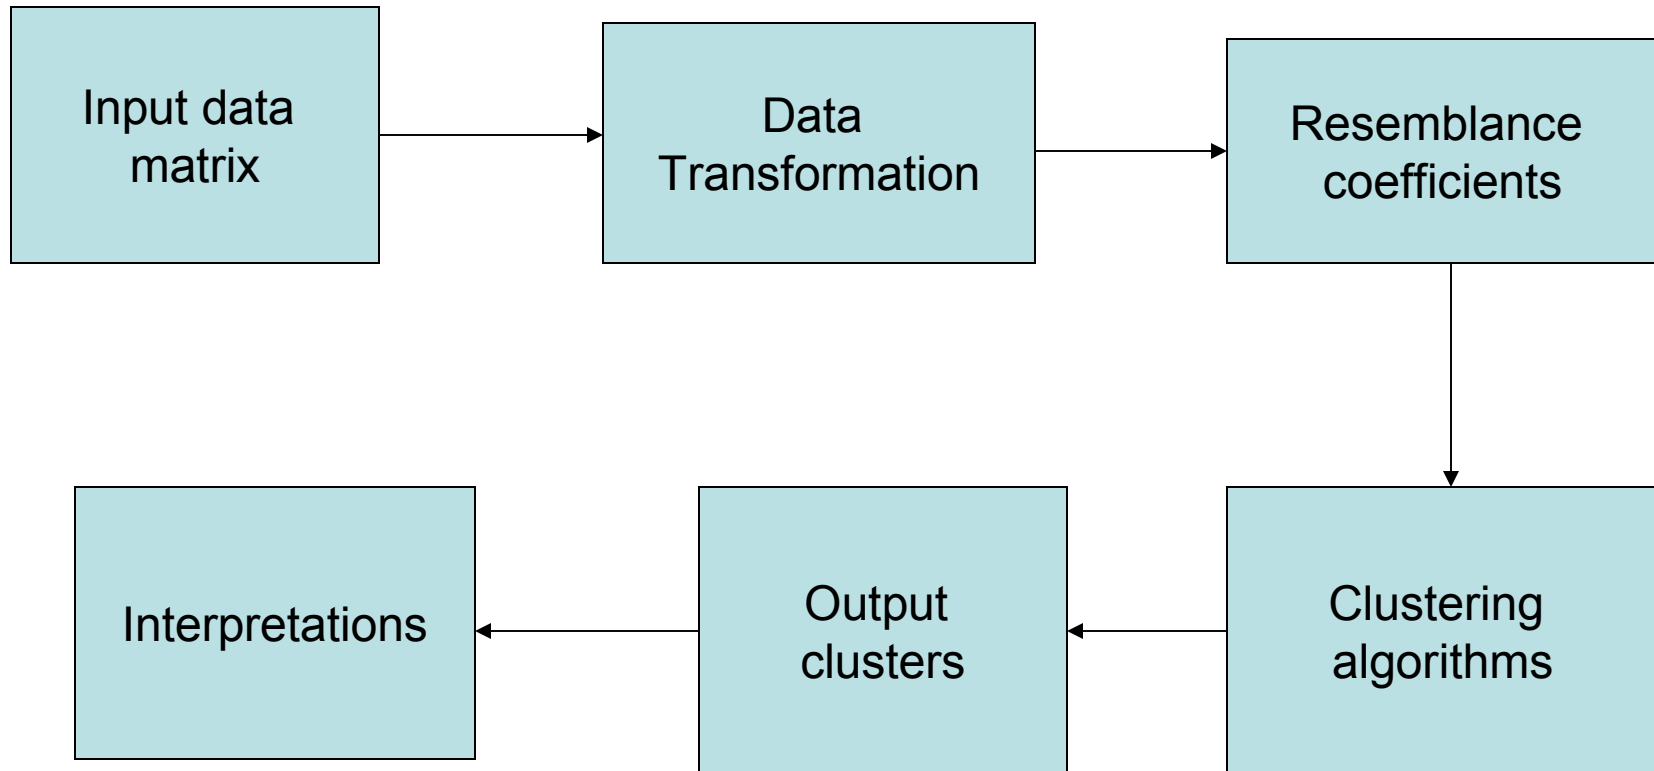 Input data
matrix
Data
Transformation
Resemblance
coefficients
Clustering
algorithms
Output
clusters
Interpretations